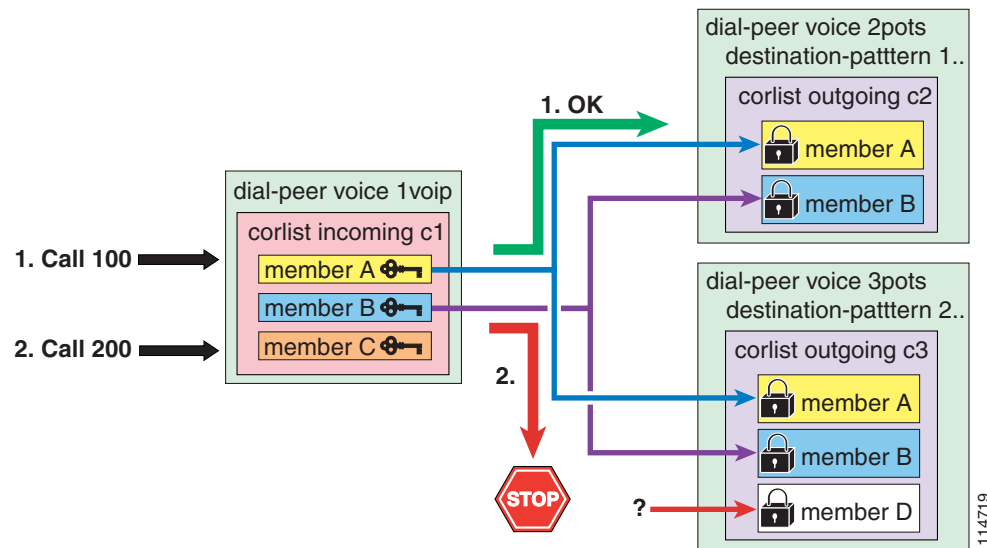 1. Call 100
2. Call 200
dial-peer voice 1voip
corlist incoming c1
member A
member B
member C
1. OK
2.
STOP
dial-peer voice 2pots
destination-patttern 1..
corlist outgoing c2
member A
member B
dial-peer voice 3pots
destination-patttern 2..
corlist outgoing c3
member A
member B
?
member D
114719